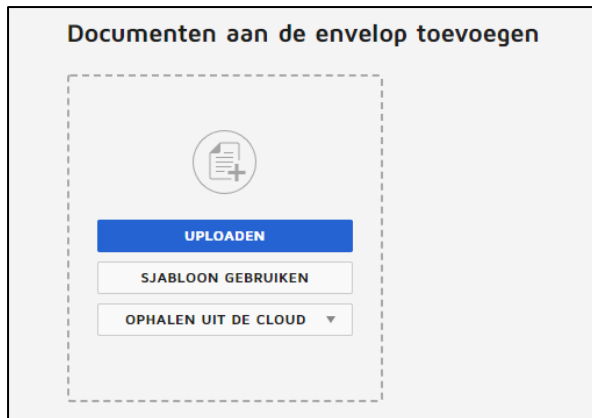 Documenten aan de envelop toevoegen
UPLOADEN
SJABLOON GEBRUIKEN
OPHALEN UIT DE CLOUD